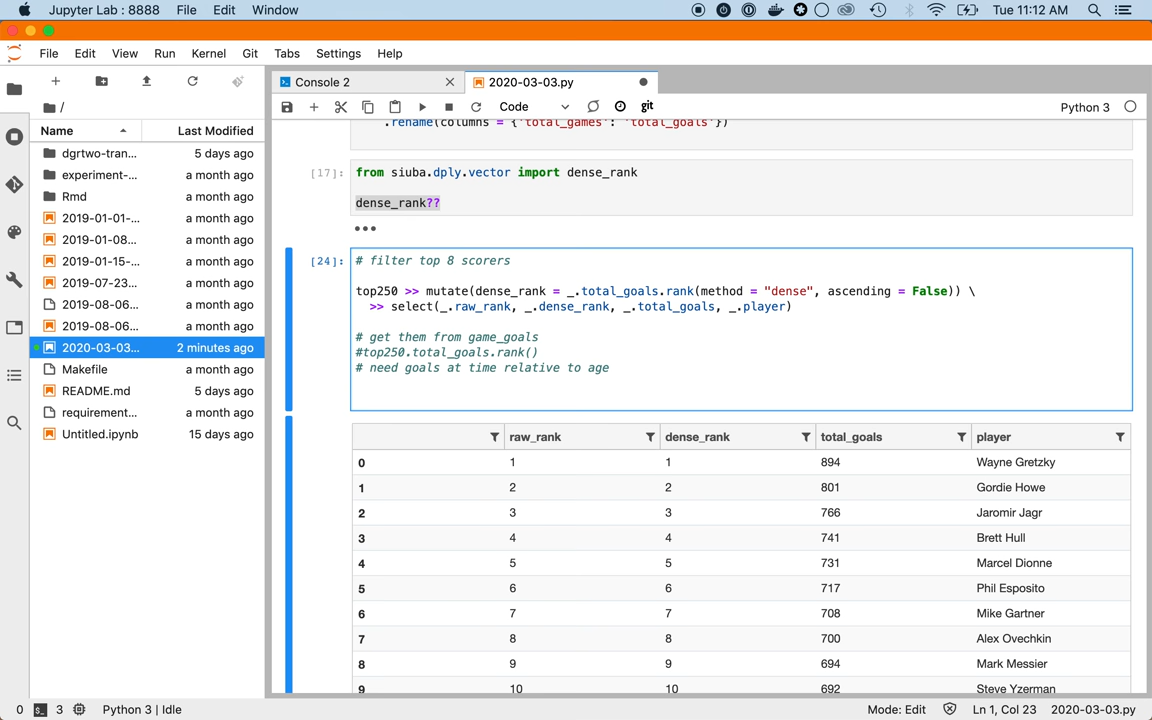 Jupyter Lab : 8888 File Edit Window Tue 11:12 AM
File Edit View Run Kernel Git Tabs Settings Help
Console 2
2020-03-03.py
Code
git
Python 3
/
Name Last Modified
dgrtwo-tran... 5 days ago
experiment-... a month ago
Rmd a month ago
2019-01-01-... a month ago
2019-01-08... a month ago
2019-01-15-... a month ago
2019-07-23... a month ago
2019-08-06... a month ago
2019-08-06... a month ago
2020-03-03... 2 minutes ago
Makefile a month ago
README.md 5 days ago
requirement... a month ago
Untitled.ipynb 15 days ago
.rename(columns = {'total_games': 'total_goals'})
[17]: from siuba.dply.vector import dense_rank
dense_rank??
[24]: # filter top 8 scorers
top250 >> mutate(dense_rank = _.total_goals.rank(method = "dense", ascending = False)) \
>> select(_.raw_rank, _.dense_rank, _.total_goals, _.player)
# get them from game_goals
#top250.total_goals.rank()
# need goals at time relative to age
raw_rank dense_rank total_goals player
0 1 1 894 Wayne Gretzky
1 2 2 801 Gordie Howe
2 3 3 766 Jaromir Jagr
3 4 4 741 Brett Hull
4 5 5 731 Marcel Dionne
5 6 6 717 Phil Esposito
6 7 7 708 Mike Gartner
7 8 8 700 Alex Ovechkin
8 9 9 694 Mark Messier
9 10 10 692 Steve Yzerman
0 3 Python 3 | Idle Mode: Edit Ln 1, Col 23 2020-03-03.py